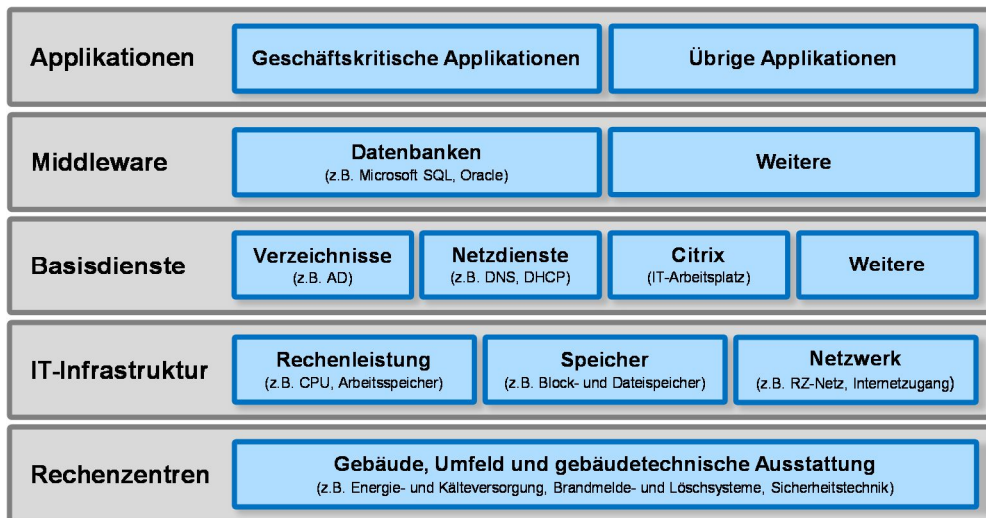 Applikationen
Geschäftskritische Applikationen
Übrige Applikationen
Middleware
Datenbanken
(z.B. Microsoft SQL, Oracle)
Weitere
Basisdienste
Verzeichnisse
(z.B. AD)
Netzdienste
(z.B. DNS, DHCP)
Citrix
(IT-Arbeitsplatz)
Weitere
IT-Infrastruktur
Rechenleistung
(z.B. CPU, Arbeitsspeicher)
Speicher
(z.B. Block- und Dateispeicher)
Netzwerk
(z.B. RZ-Netz, Internetzugang)
Rechenzentren
Gebäude, Umfeld und gebäudetechnische Ausstattung
(z.B. Energie- und Kälteversorgung, Brandmelde- und Löschsysteme, Sicherheitstechnik)